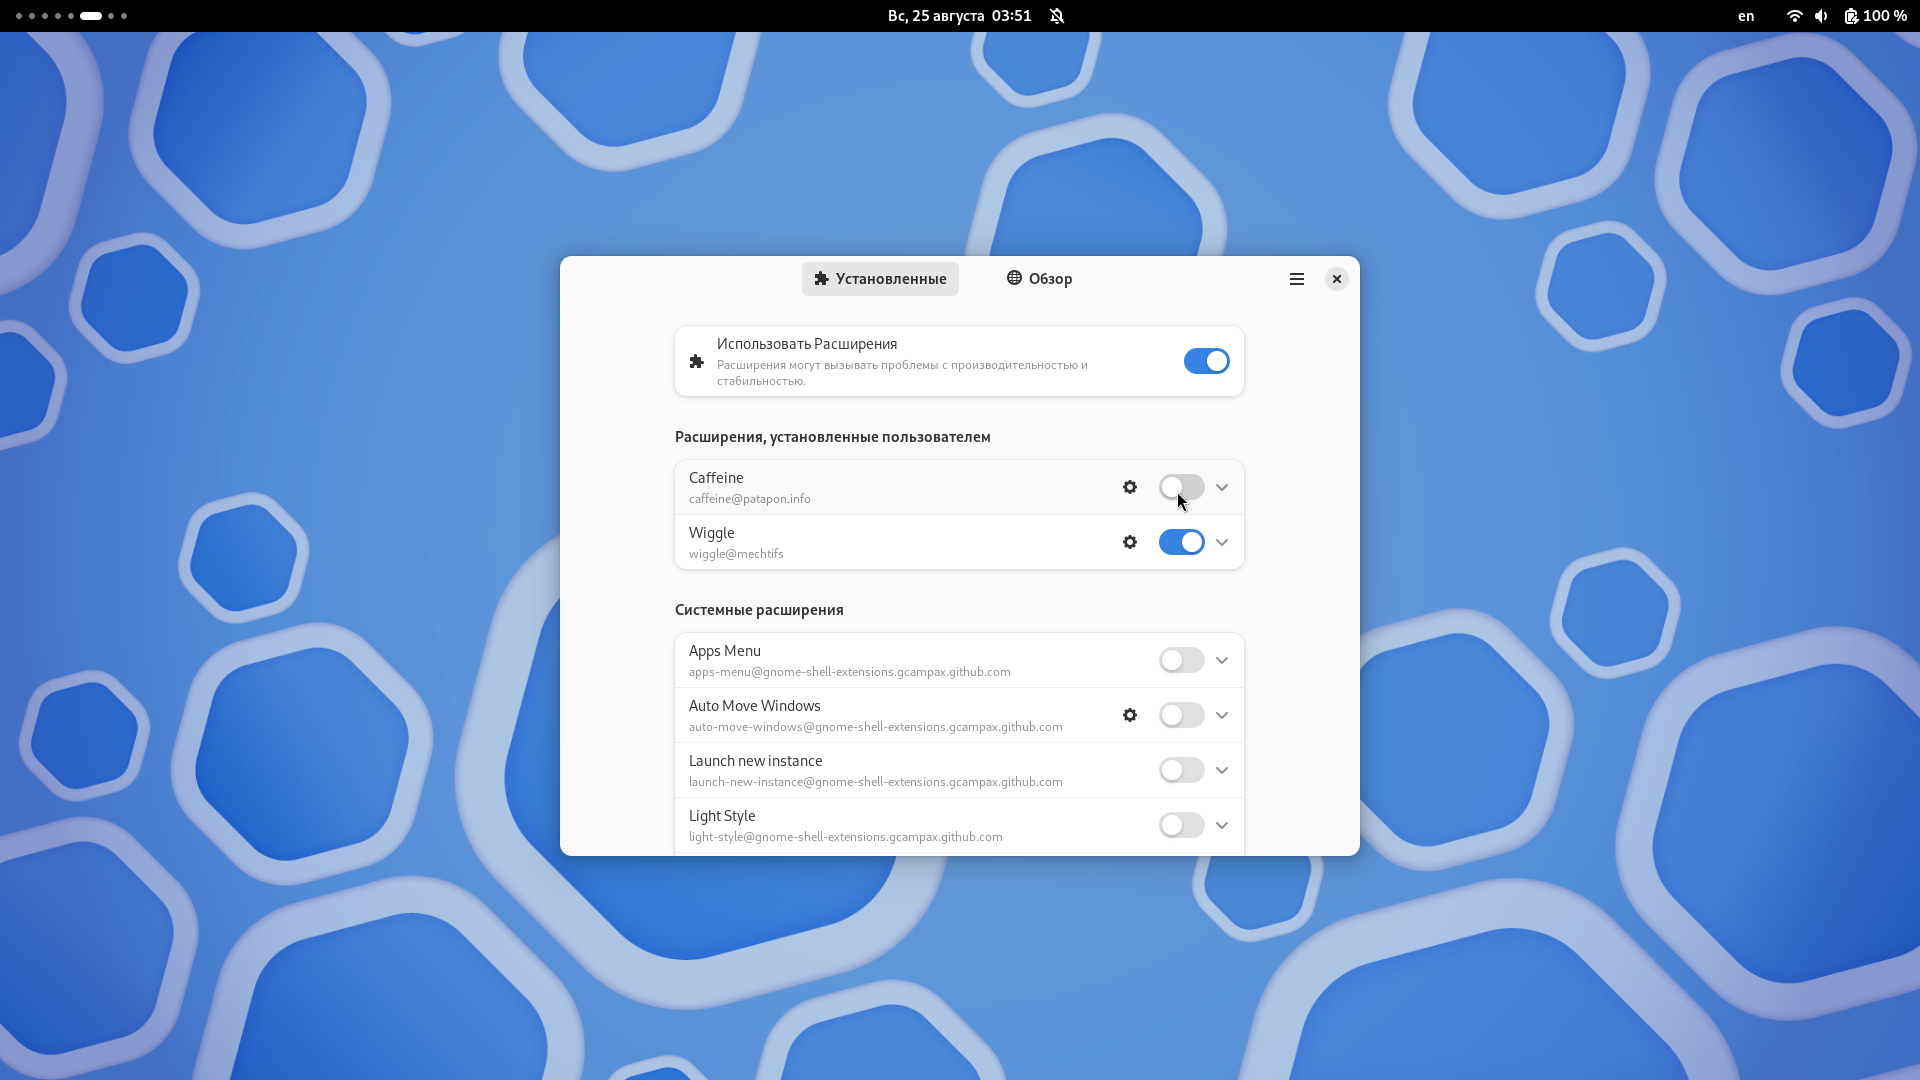 Вс, 25 августа 03:51
en
100 %
Установленные
Обзор
Использовать Расширения
Расширения могут вызывать проблемы с производительностью и
стабильностью.
Расширения, установленные пользователем
Caffeine
caffeine@patapon.info
Wiggle
wiggle@mechtifs
Системные расширения
Apps Menu
apps-menu@gnome-shell-extensions.gcampax.github.com
Auto Move Windows
auto-move-windows@gnome-shell-extensions.gcampax.github.com
Launch new instance
launch-new-instance@gnome-shell-extensions.gcampax.github.com
Light Style
light-style@gnome-shell-extensions.gcampax.github.com